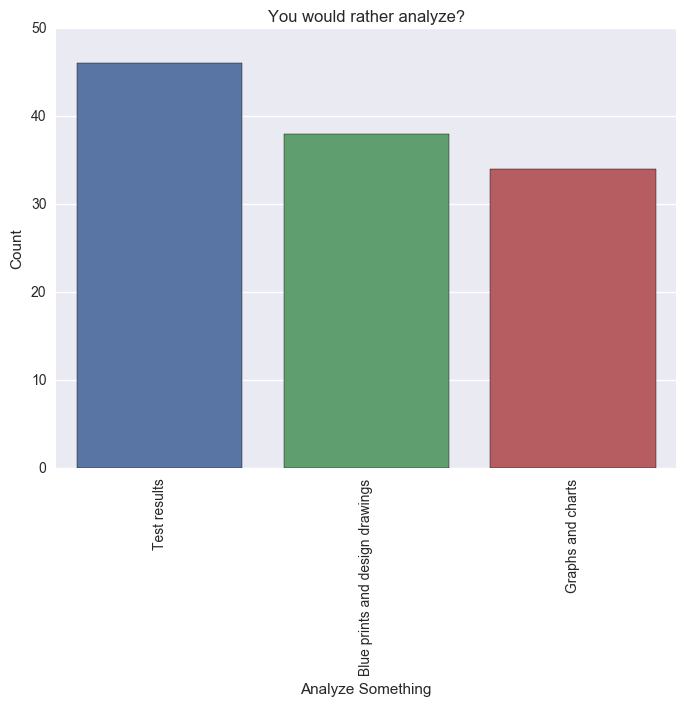 You would rather analyze?
50
40
30
20
10
0
Count
Test results
Blue prints and design drawings
Graphs and charts
Analyze Something